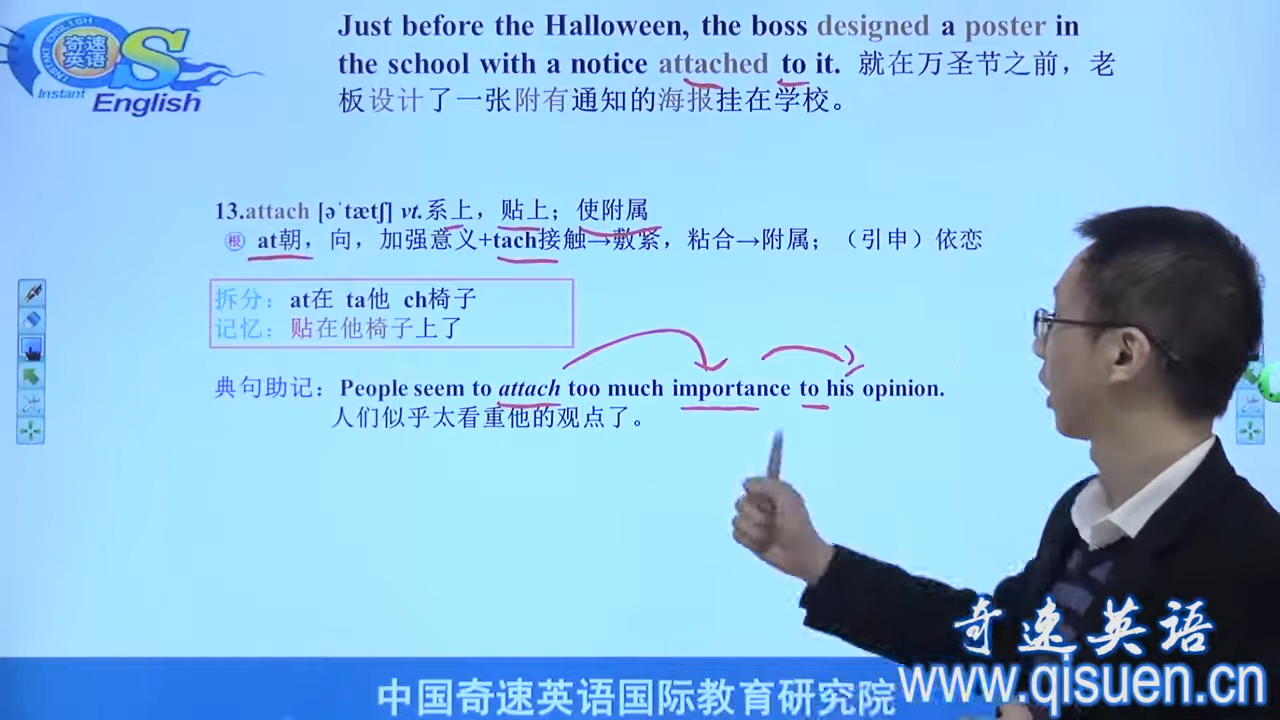 INSTANT ENGLISH
奇速
英语
S
Instant
English
Just before the Halloween, the boss designed a poster in
the school with a notice attached to it. 就在万圣节之前，老
板设计了一张附有通知的海报挂在学校。
13.attach [ə'tætʃ] vt.系上，贴上；使附属
根 at朝，向，加强意义+tach接触→敷紧，粘合→附属；（引申）依恋
拆分：at在 ta他 ch椅子
记忆：贴在他椅子上了
典句助记：People seem to attach too much importance to his opinion.
人们似乎太看重他的观点了。
奇速英语
www.qisuen.cn
中国奇速英语国际教育研究院